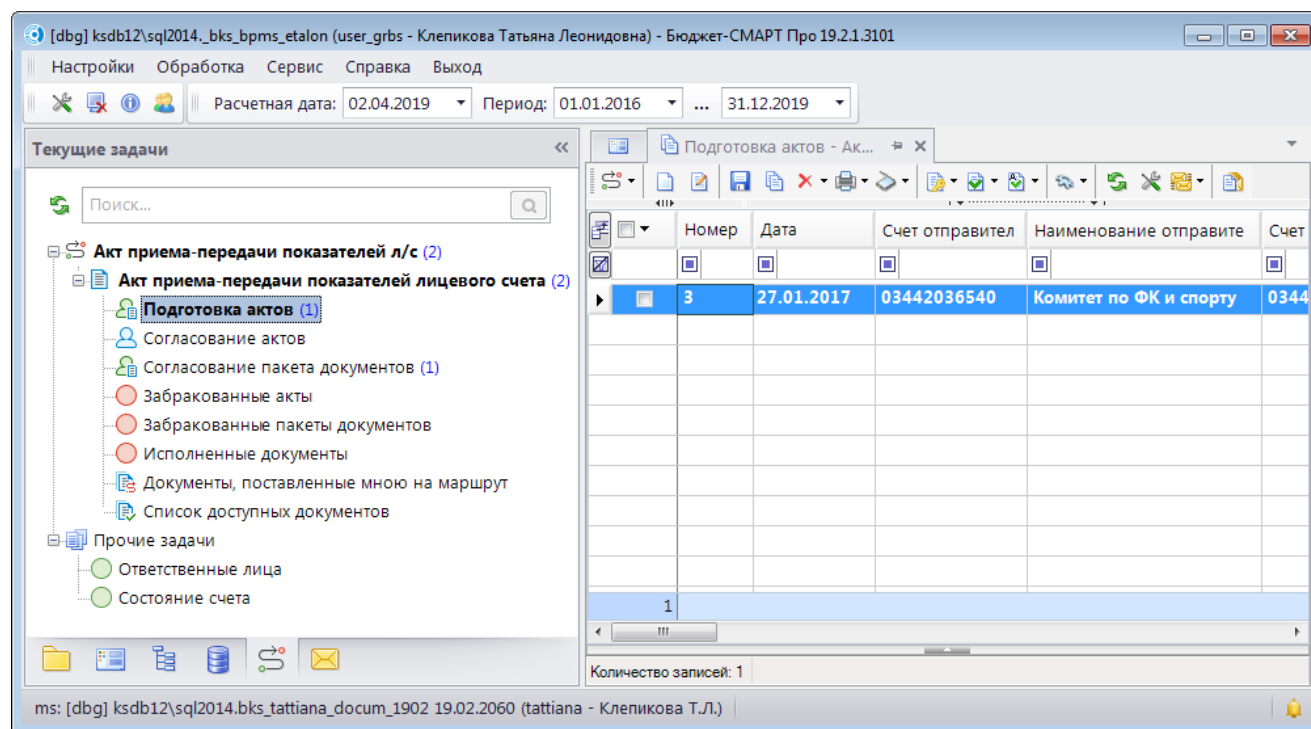 [dbg] ksdb12\sql2014._bks_bpms_etalon (user_grbs - Клепикова Татьяна Леонидовна) - Бюджет-СМАРТ Про 19.2.1.3101
Настройки Обработка Сервис Справка Выход
Расчетная дата: 02.04.2019 Период: 01.01.2016 ... 31.12.2019
Текущие задачи
Подготовка актов - Ак...
Поиск...
Номер Дата Счет отправител Наименование отправите Счет
Акт приема-передачи показателей л/с (2)
Акт приема-передачи показателей лицевого счета (2)
3 27.01.2017 03442036540 Комитет по ФК и спорту 0344
Подготовка актов (1)
Согласование актов
Согласование пакета документов (1)
Забракованные акты
Забракованные пакеты документов
Исполненные документы
Документы, поставленные мною на маршрут
Список доступных документов
Прочие задачи
Ответственные лица
Состояние счета
1
Количество записей: 1
ms: [dbg] ksdb12\sql2014.bks_tattiana_docum_1902 19.02.2060 (tattiana - Клепикова Т.Л.)